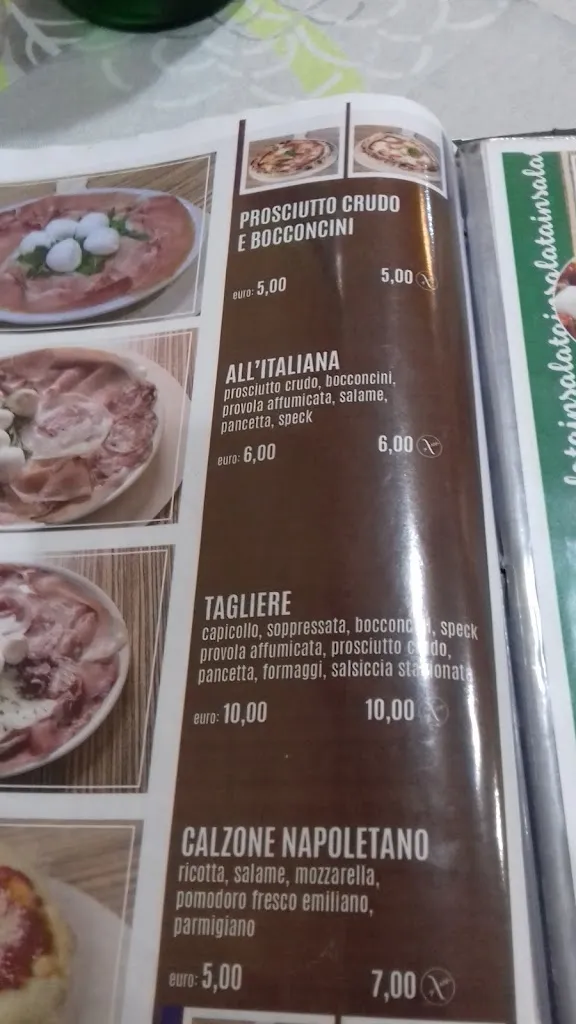 PROSCIUTTO CRUDO
E BOCCONCINI
euro: 5,00 5,00
ALL'ITALIANA
prosciutto crudo, bocconcini,
provola affumicata, salame,
pancetta, speck
euro: 6,00 6,00
TAGLIERE
capicollo, soppressata, speck
provola affumicata, prosciutto
pancetta, formaggi, salsiccia
euro: 10,00 10,00
CALZONE NAPOLETANO
ricotta, salame, mozzarella,
pomodoro fresco emiliano,
parmigiano
euro: 5,00 7,00
insalatainsalatainsala